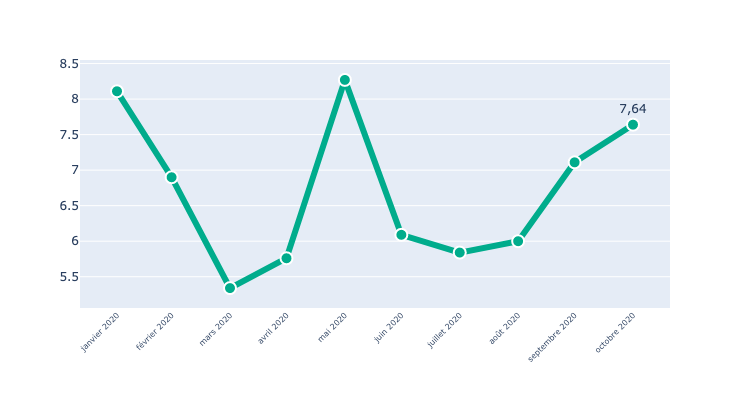 8.5
8
7.5
7
6.5
6
5.5
7,64
janvier 2020
février 2020
mars 2020
avril 2020
mai 2020
juin 2020
juillet 2020
août 2020
septembre 2020
octobre 2020